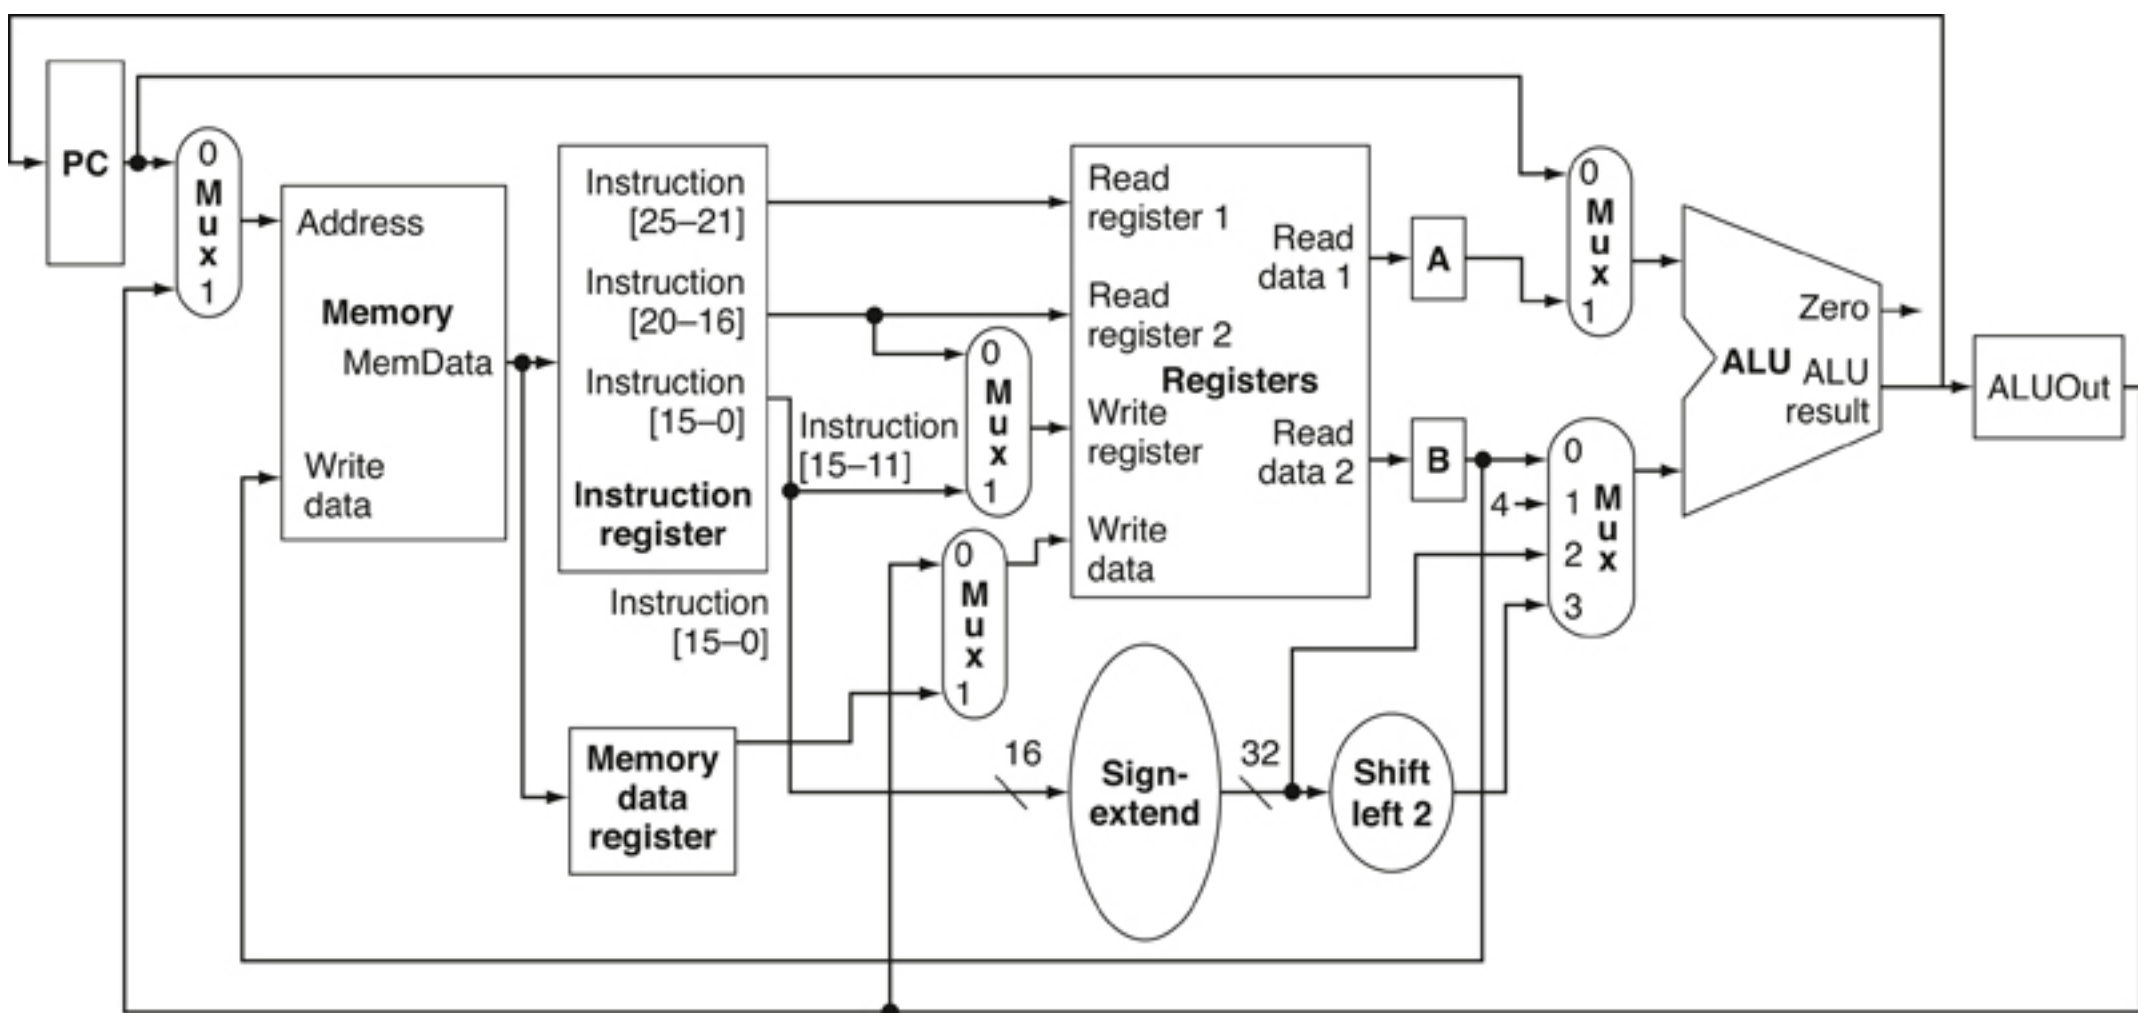 PC
0
M
u
x
1
Address
Memory
MemData
Write
data
Instruction
[25–21]
Instruction
[20–16]
Instruction
[15–0]
Instruction
register
Instruction
[15–0]
Memory
data
register
Instruction
[15–11]
0
M
u
x
1
0
M
u
x
1
16
Read
register 1
Read
register 2
Registers
Write
register
Write
data
Read
data 1
Read
data 2
Sign-
extend
32
Shift
left 2
A
B
4
0
M
u
x
1
0
1
2
3
M
u
x
Zero
ALU
ALU
result
ALUOut